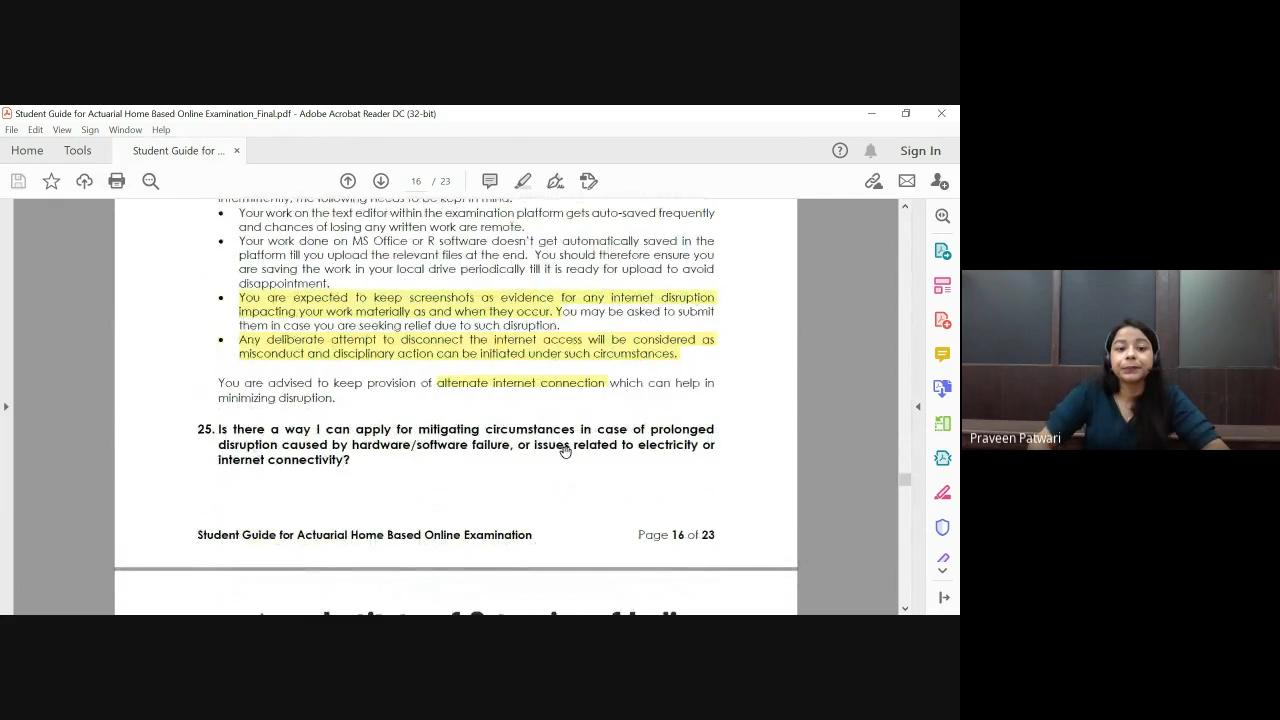 Student Guide for Actuarial Home Based Online Examination_Final.pdf - Adobe Acrobat Reader DC (32-bit)
File Edit View Sign Window Help
Home Tools Student Guide for ... × Sign In
16 / 23
intermittently, the following needs to be kept in mind:
• Your work on the text editor within the examination platform gets auto-saved frequently
and chances of losing any written work are remote.
• Your work done on MS Office or R software doesn't get automatically saved in the
platform till you upload the relevant files at the end. You should therefore ensure you
are saving the work in your local drive periodically till it is ready for upload to avoid
disappointment.
• You are expected to keep screenshots as evidence for any internet disruption
impacting your work materially as and when they occur. You may be asked to submit
them in case you are seeking relief due to such disruption.
• Any deliberate attempt to disconnect the internet access will be considered as
misconduct and disciplinary action can be initiated under such circumstances.
You are advised to keep provision of alternate internet connection which can help in
minimizing disruption.
25. Is there a way I can apply for mitigating circumstances in case of prolonged
disruption caused by hardware/software failure, or issues related to electricity or
internet connectivity?
Student Guide for Actuarial Home Based Online Examination Page 16 of 23
Praveen Patwari